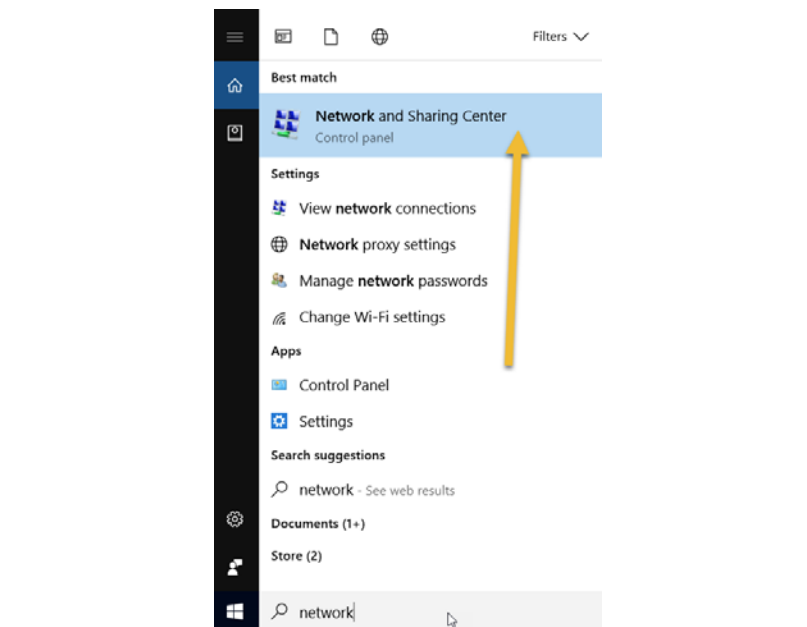 Filters
Best match
Network and Sharing Center
Control panel
Settings
View network connections
Network proxy settings
Manage network passwords
Change Wi-Fi settings
Apps
Control Panel
Settings
Search suggestions
network - See web results
Documents (1+)
Store (2)
network